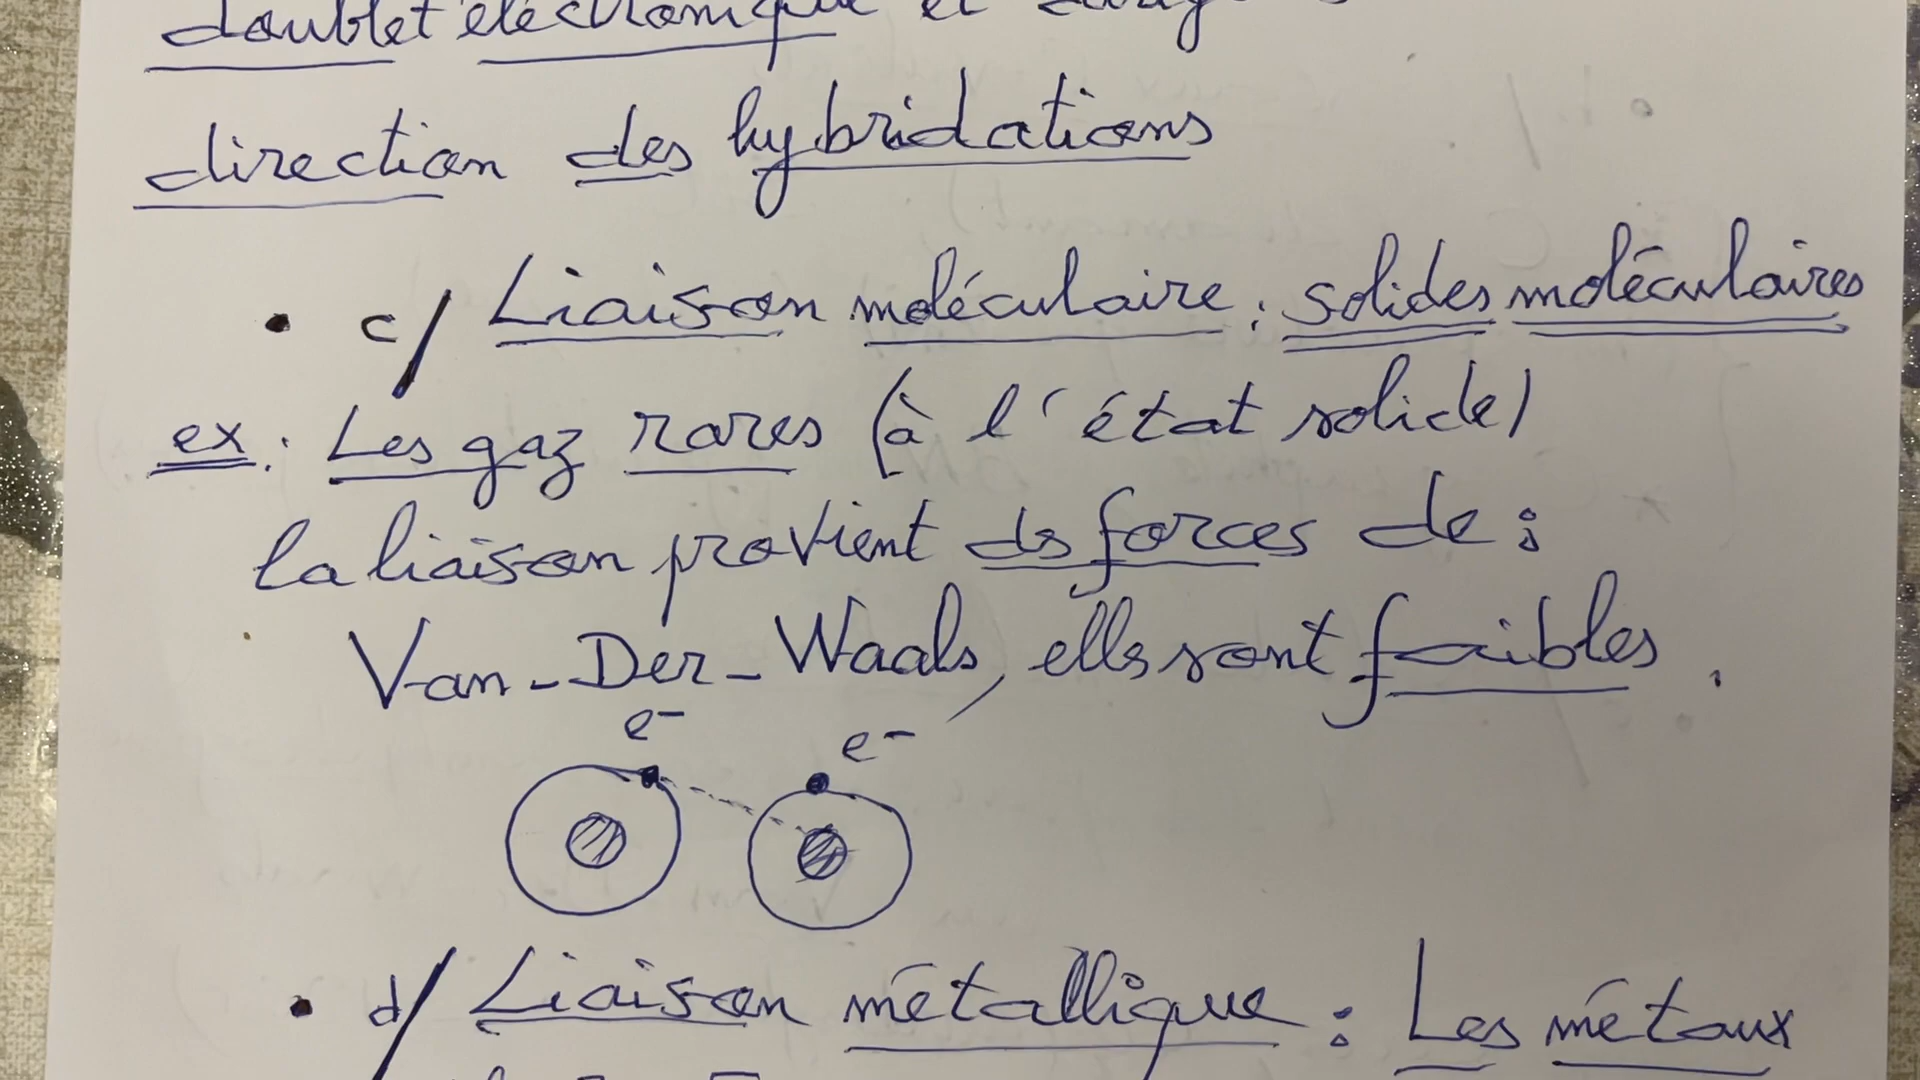 doublet électronique et
direction des hybridations
• c/ Liaison moléculaire : solides moléculaires
ex : Les gaz rares (à l'état solide)
la liaison provient ds forces de :
Van-Der-Waals, elles sont faibles.
e⁻
e⁻
• d/ Liaison métallique : Les métaux